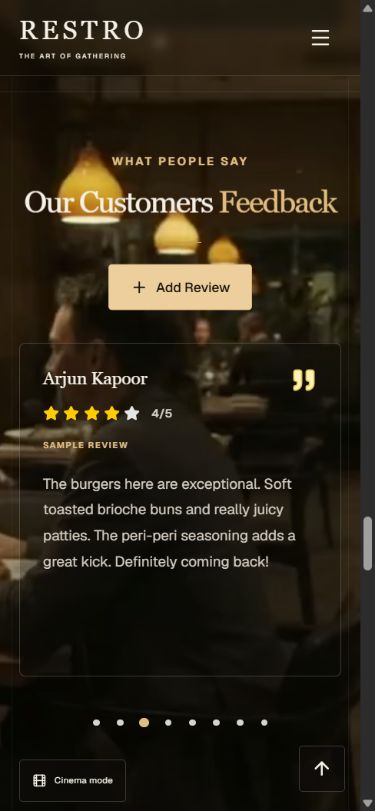 RESTRO
THE ART OF GATHERING
WHAT PEOPLE SAY
Our Customers Feedback
+ Add Review
Arjun Kapoor
4/5
SAMPLE REVIEW
The burgers here are exceptional. Soft
toasted brioche buns and really juicy
patties. The peri-peri seasoning adds a
great kick. Definitely coming back!
Cinema mode